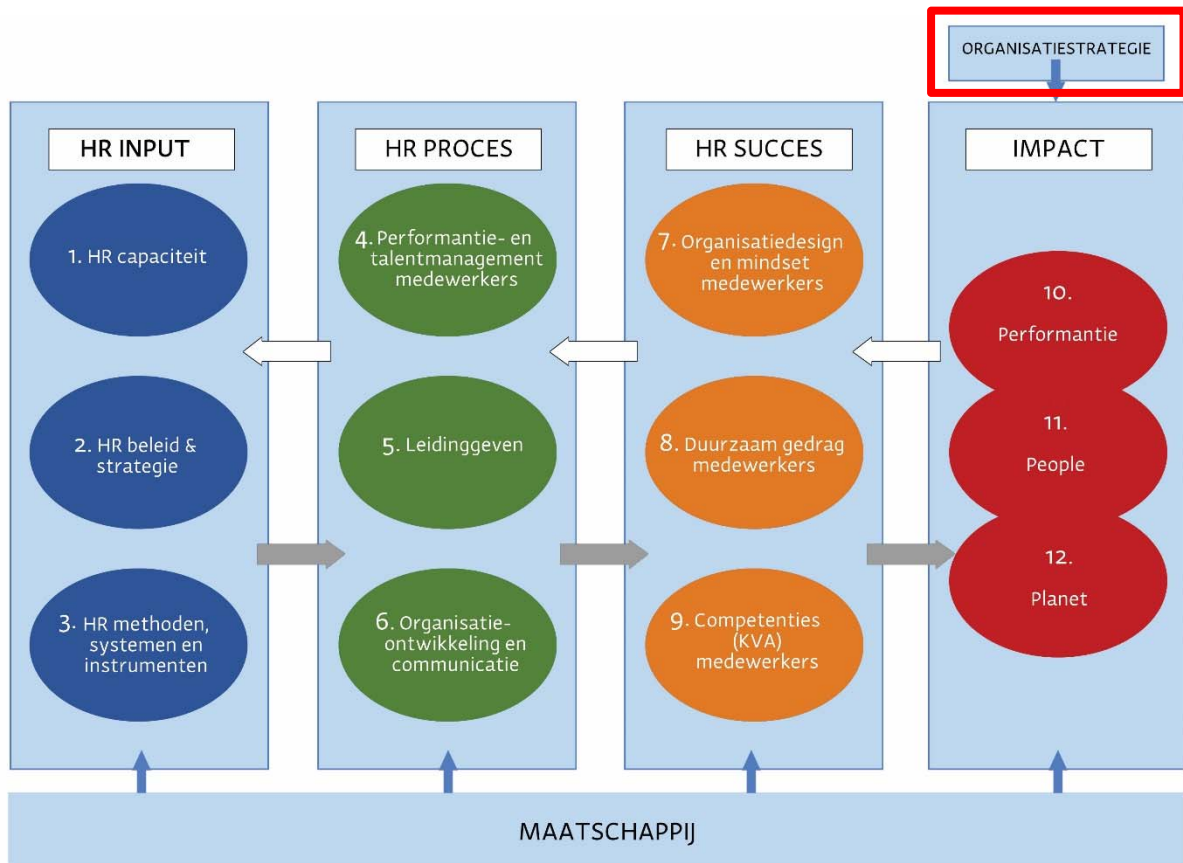 ORGANISATIESTRATEGIE
HR INPUT
1. HR capaciteit
2. HR beleid &
strategie
3. HR methoden,
systemen en
instrumenten
HR PROCES
4. Performantie- en
talentmanagement
medewerkers
5. Leidinggeven
6. Organisatie-
ontwikkeling en
communicatie
HR SUCCES
7. Organisatiedesign
en mindset
medewerkers
8. Duurzaam gedrag
medewerkers
9. Competenties
(KVA)
medewerkers
IMPACT
10.
Performantie
11.
People
12.
Planet
MAATSCHAPPIJ